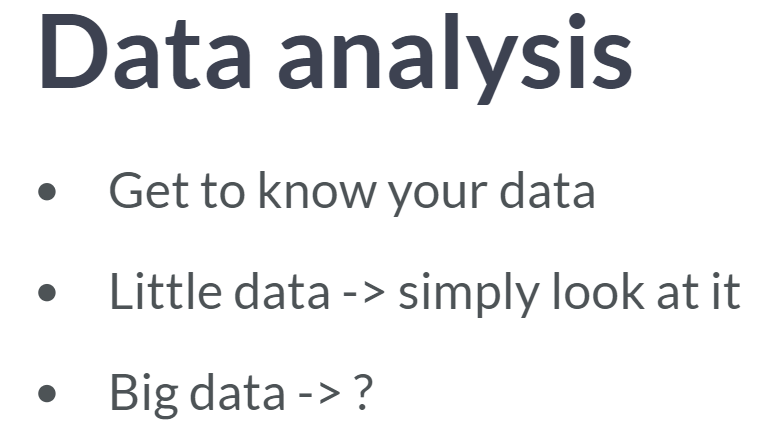 Data analysis
• Get to know your data
• Little data -> simply look at it
• Big data -> ?